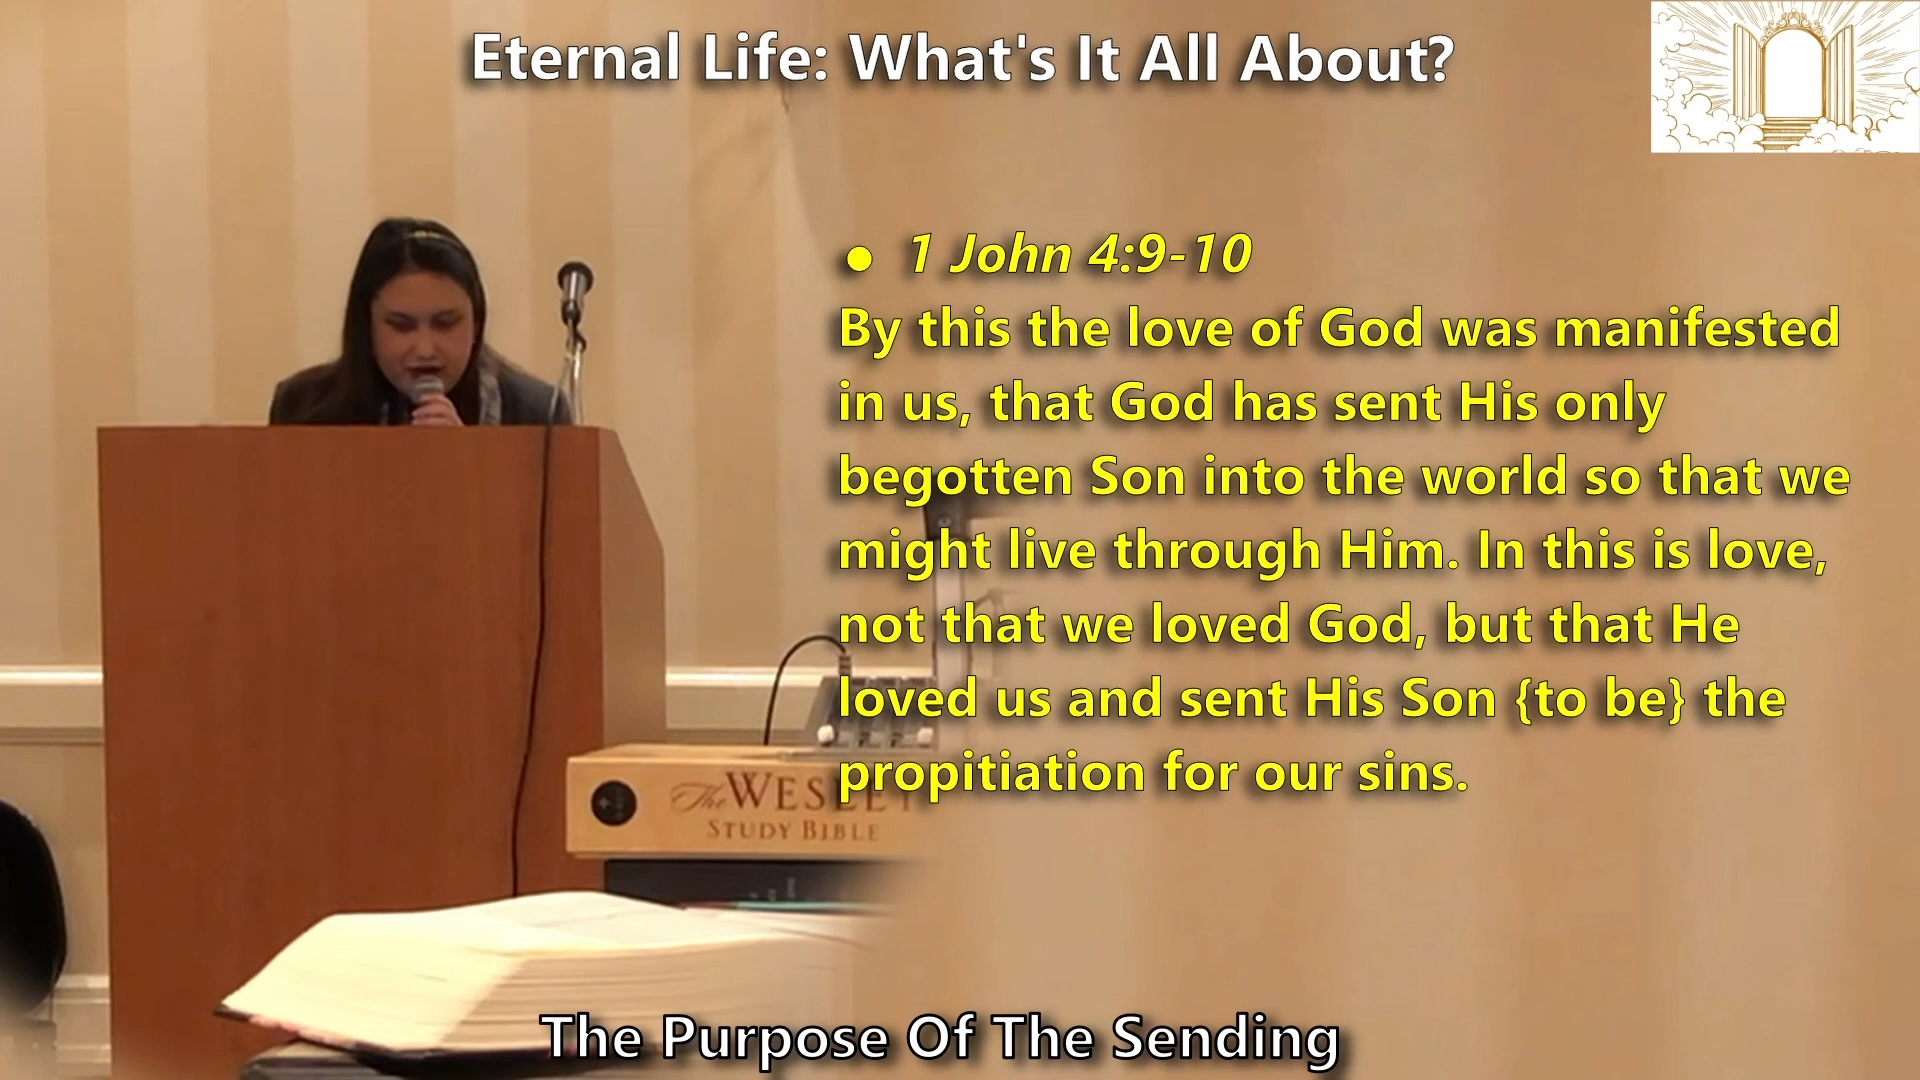 Eternal Life: What's It All About?
● 1 John 4:9-10
By this the love of God was manifested
in us, that God has sent His only
begotten Son into the world so that we
might live through Him. In this is love,
not that we loved God, but that He
loved us and sent His Son {to be} the
propitiation for our sins.
The WESLEY
STUDY BIBLE
The Purpose Of The Sending